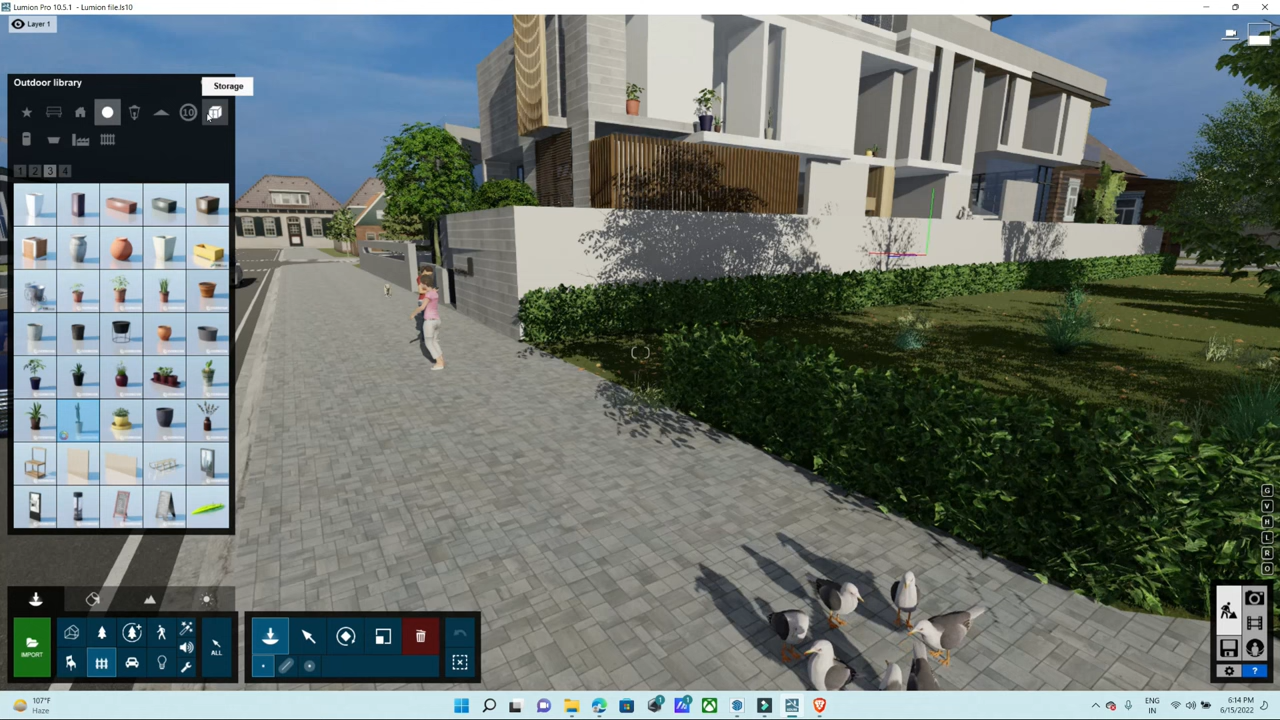 Lumion Pro 10.5.1 - Lumion file.ls10
Layer 1
Outdoor library
Storage
10
1 2 3 4
G
V
H
L
R
O
IMPORT
ALL
?
107°F
Haze
ENG
IN
6:14 PM
6/15/2022